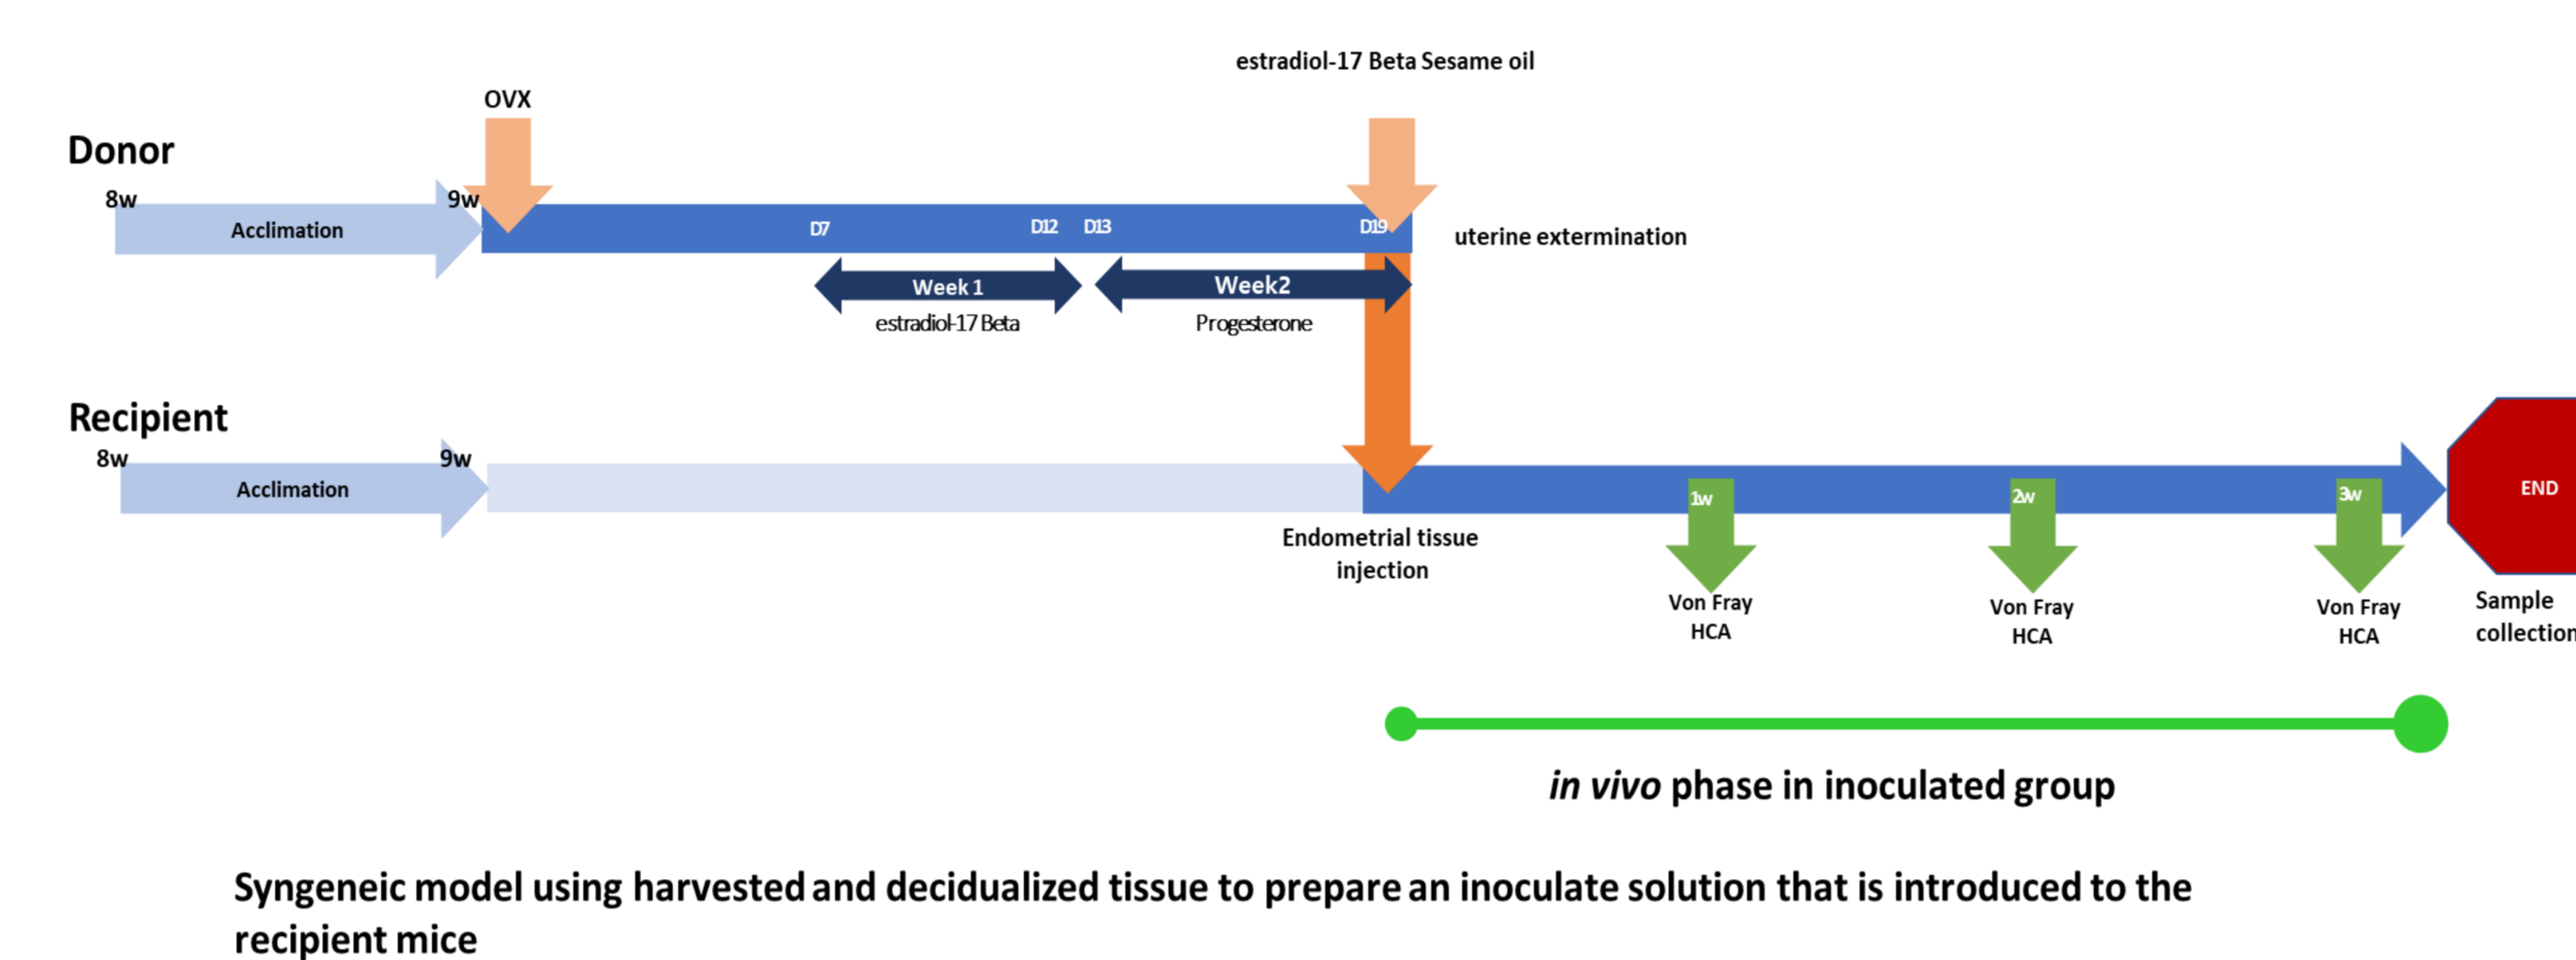 estradiol-17 Beta Sesame oil
OVX
Donor
8w
9w
Acclimation
D7
D12
D13
D19
uterine extermination
Week 1
Week2
estradiol-17 Beta
Progesterone
Recipient
8w
9w
Acclimation
1w
2w
3w
END
Endometrial tissue
injection
Von Fray
HCA
Von Fray
HCA
Von Fray
HCA
Sample
collection
in vivo phase in inoculated group
Syngeneic model using harvested and decidualized tissue to prepare an inoculate solution that is introduced to the
recipient mice